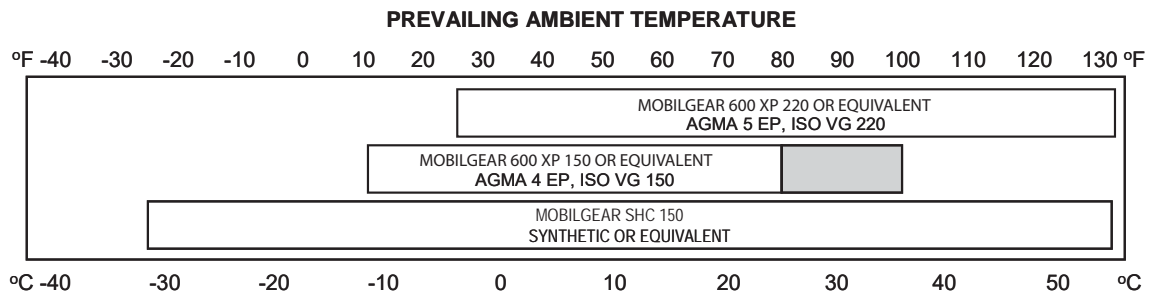 PREVAILING AMBIENT TEMPERATURE
ºF -40 -30 -20 -10 0 10 20 30 40 50 60 70 80 90 100 110 120 130 ºF
MOBILGEAR 600 XP 220 OR EQUIVALENT
AGMA 5 EP, ISO VG 220
MOBILGEAR 600 XP 150 OR EQUIVALENT
AGMA 4 EP, ISO VG 150
MOBILGEAR SHC 150
SYNTHETIC OR EQUIVALENT
ºC -40 -30 -20 -10 0 10 20 30 40 50 ºC